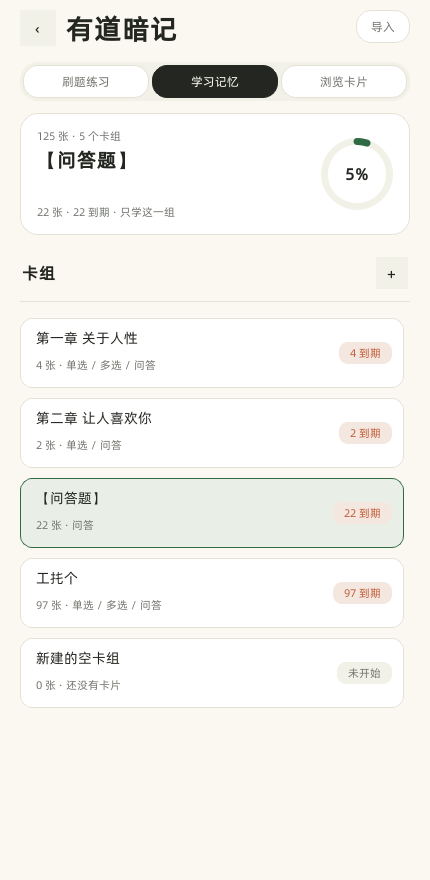 ‹ 有道暗记 导入
刷题练习 学习记忆 浏览卡片
125 张 · 5 个卡组
【问答题】
5%
22 张 · 22 到期 · 只学这一组
卡组 +
第一章 关于人性
4 张 · 单选 / 多选 / 问答
4 到期
第二章 让人喜欢你
2 张 · 单选 / 问答
2 到期
【问答题】
22 张 · 问答
22 到期
工㧌个
97 张 · 单选 / 多选 / 问答
97 到期
新建的空卡组
0 张 · 还没有卡片
未开始